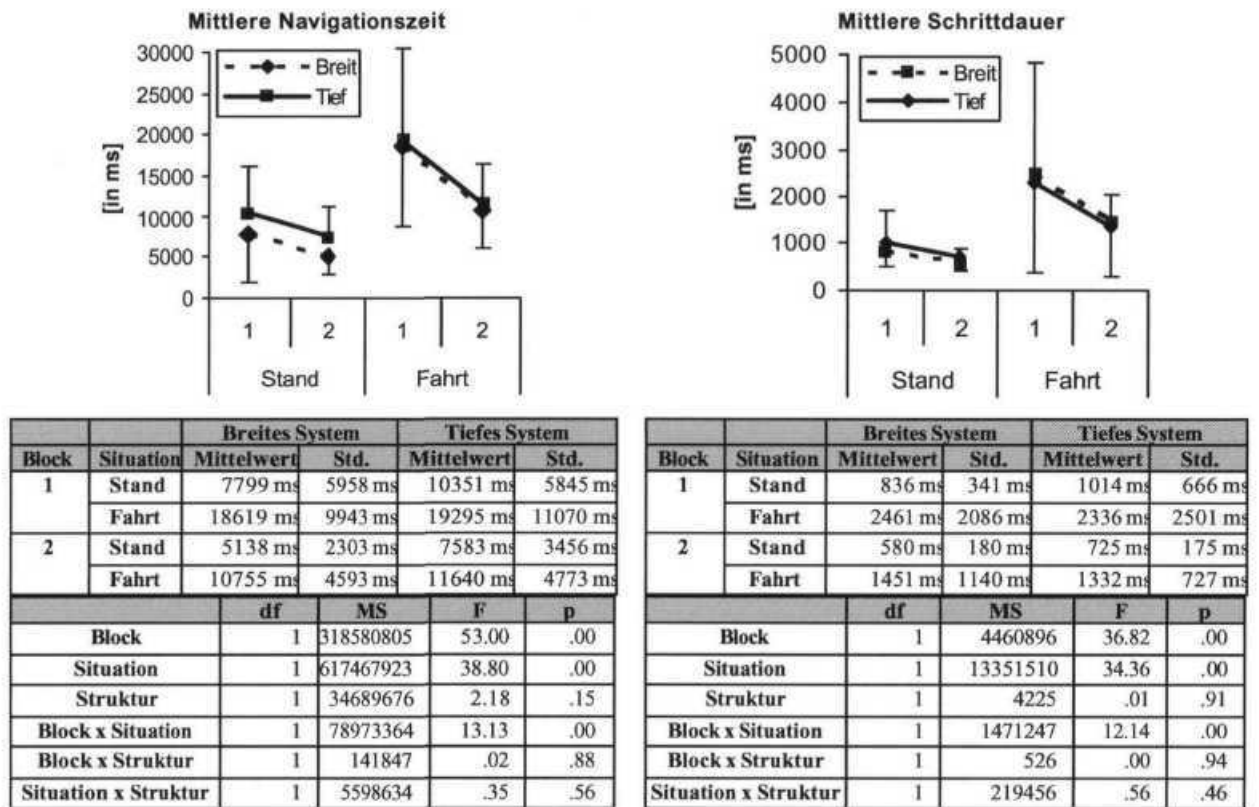 Mittlere Navigationszeit
[in ms]
30000
25000
20000
15000
10000
5000
0
Breit
Tief
1 2 1 2
Stand Fahrt
Mittlere Schrittdauer
[in ms]
5000
4000
3000
2000
1000
0
Breit
Tief
1 2 1 2
Stand Fahrt
Breites System Tiefes System
Block Situation Mittelwert Std. Mittelwert Std.
1 Stand 7799 ms 5958 ms 10351 ms 5845 ms
Fahrt 18619 ms 9943 ms 19295 ms 11070 ms
2 Stand 5138 ms 2303 ms 7583 ms 3456 ms
Fahrt 10755 ms 4593 ms 11640 ms 4773 ms
df MS F p
Block 1 318580805 53.00 .00
Situation 1 617467923 38.80 .00
Struktur 1 34689676 2.18 .15
Block x Situation 1 78973364 13.13 .00
Block x Struktur 1 141847 .02 .88
Situation x Struktur 1 5598634 .35 .56
Breites System Tiefes System
Block Situation Mittelwert Std. Mittelwert Std.
1 Stand 836 ms 341 ms 1014 ms 666 ms
Fahrt 2461 ms 2086 ms 2336 ms 2501 ms
2 Stand 580 ms 180 ms 725 ms 175 ms
Fahrt 1451 ms 1140 ms 1332 ms 727 ms
df MS F p
Block 1 4460896 36.82 .00
Situation 1 13351510 34.36 .00
Struktur 1 4225 .01 .91
Block x Situation 1 1471247 12.14 .00
Block x Struktur 1 526 .00 .94
Situation x Struktur 1 219456 .56 .46